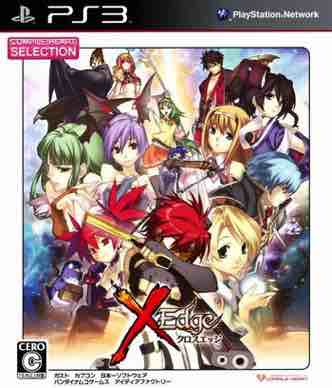 PS3
PlayStation®Network
COMPILE HEART
SELECTION
X-Edge
クロスエッジ
CERO
C
ガスト カプコン 日本一ソフトウェア
バンダイナムコゲームス アイディアファクトリー
COMPILE HEART